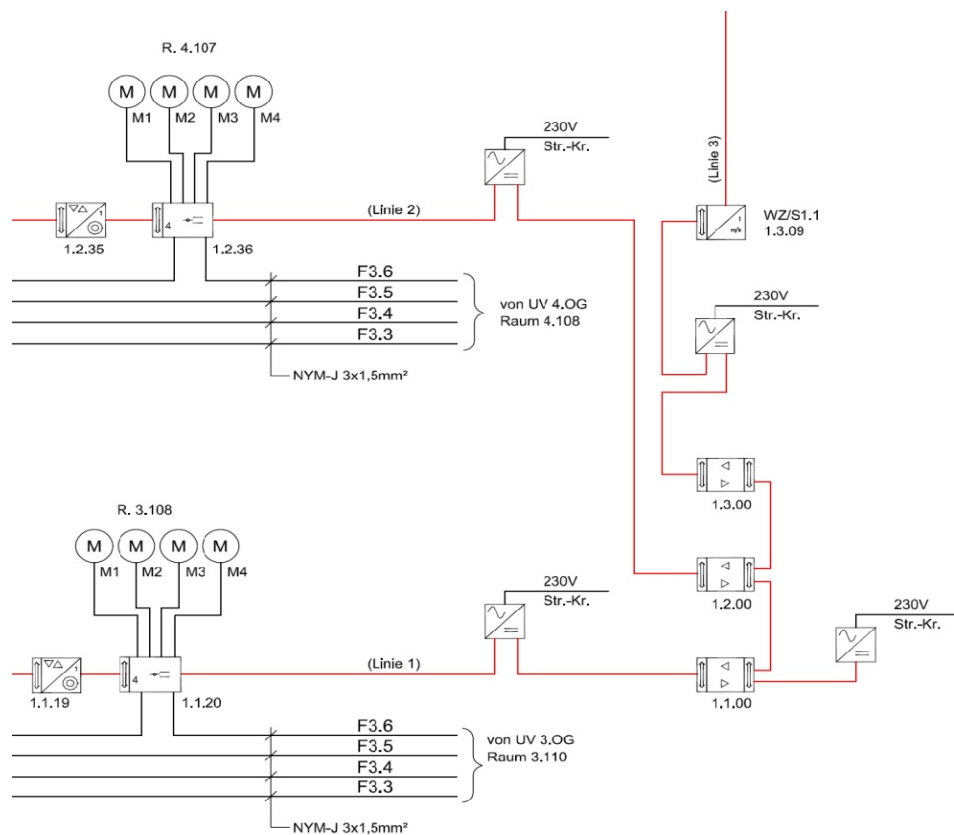 R. 4.107
M M M M
M1 M2 M3 M4
230V
Str.-Kr.
(Linie 3)
1
4
(Linie 2)
1
m/s
WZ/S1.1
1.3.09
1.2.35
1.2.36
F3.6
F3.5
F3.4
F3.3
von UV 4.OG
Raum 4.108
NYM-J 3x1,5mm²
230V
Str.-Kr.
1.3.00
R. 3.108
M M M M
M1 M2 M3 M4
230V
Str.-Kr.
1.2.00
230V
Str.-Kr.
1
4
(Linie 1)
1.1.19
1.1.20
1.1.00
F3.6
F3.5
F3.4
F3.3
von UV 3.OG
Raum 3.110
NYM-J 3x1,5mm²